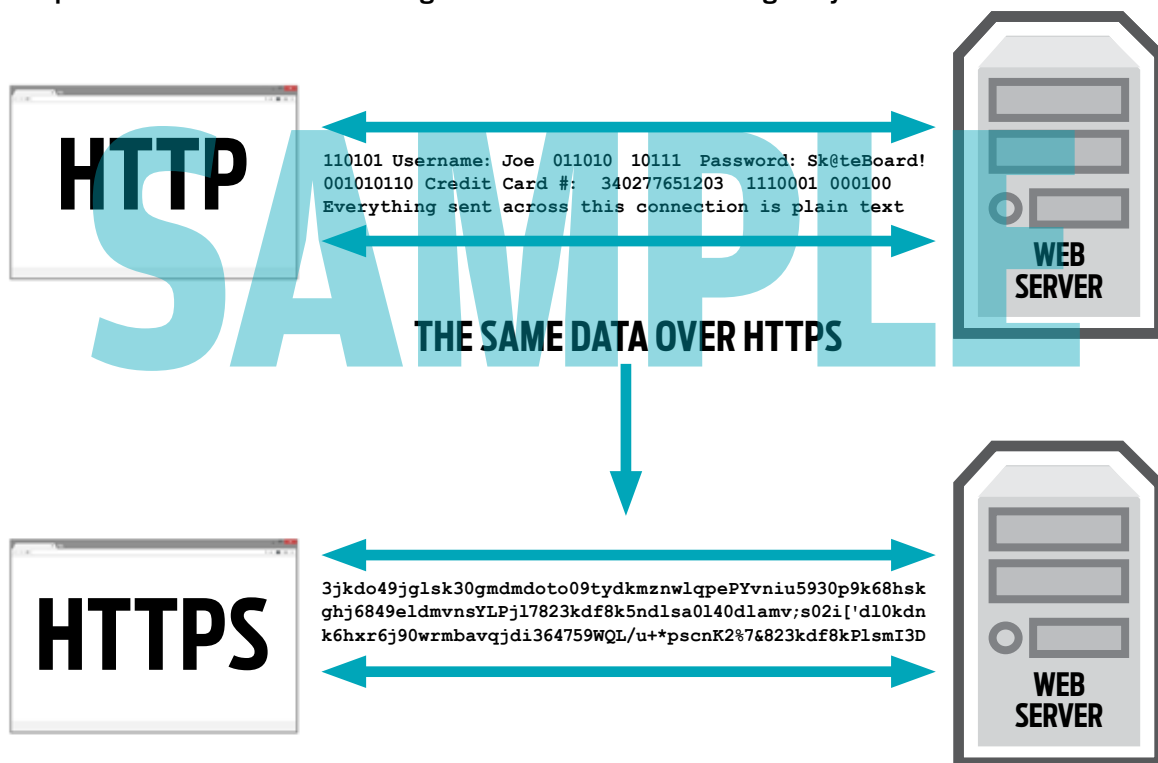 HTTP
110101 Username: Joe 011010 10111 Password: Sk@teBoard!
001010110 Credit Card #: 340277651203 1110001 000100
Everything sent across this connection is plain text
WEB
SERVER
SAMPLE
THE SAME DATA OVER HTTPS
HTTPS
3jkdo49jglsk30gmdmdoto09tydkmznwlqpePYvniu5930p9k68hsk
ghj6849eldmvnsYLPjl7823kdf8k5ndlsa0l40dlamv;s02i['dl0kdn
k6hxr6j90wrmbavqjdi364759WQL/u+*pscnK2%7&823kdf8kPlsmI3D
WEB
SERVER